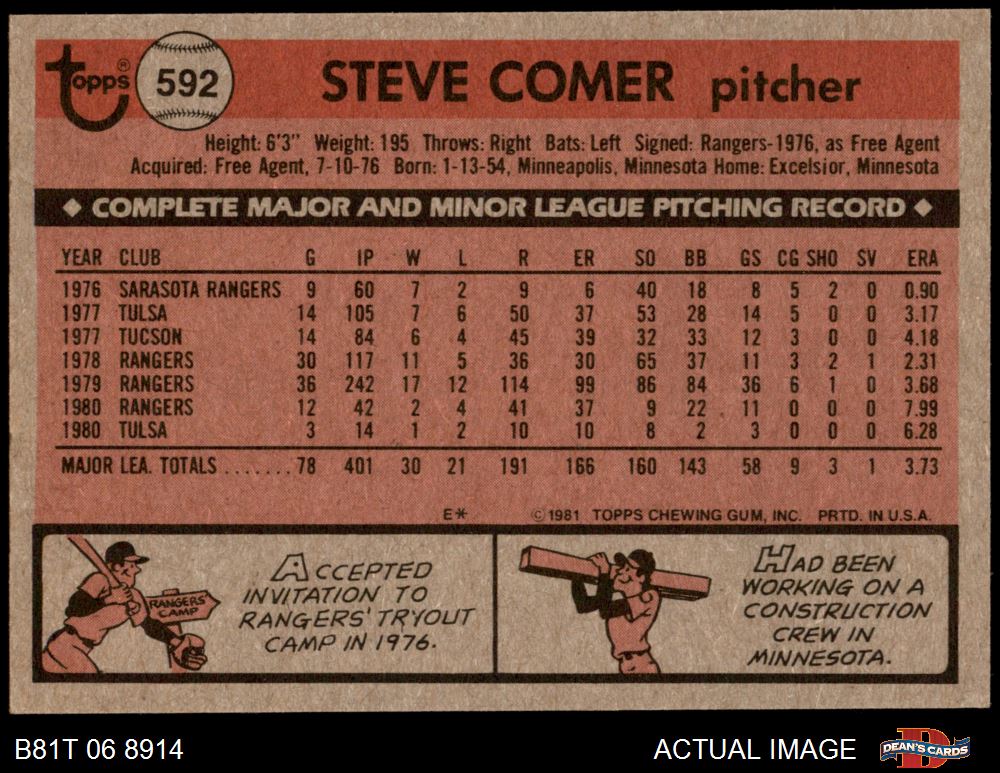 topps® 592 STEVE COMER pitcher
Height: 6'3" Weight: 195 Throws: Right Bats: Left Signed: Rangers-1976, as Free Agent
Acquired: Free Agent, 7-10-76 Born: 1-13-54, Minneapolis, Minnesota Home: Excelsior, Minnesota
◆ COMPLETE MAJOR AND MINOR LEAGUE PITCHING RECORD ◆
YEAR CLUB G IP W L R ER SO BB GS CG SHO SV ERA
1976 SARASOTA RANGERS 9 60 7 2 9 6 40 18 8 5 2 0 0.90
1977 TULSA 14 105 7 6 50 37 53 28 14 5 0 0 3.17
1977 TUCSON 14 84 6 4 45 39 32 33 12 3 0 0 4.18
1978 RANGERS 30 117 11 5 36 30 65 37 11 3 2 1 2.31
1979 RANGERS 36 242 17 12 114 99 86 84 36 6 1 0 3.68
1980 RANGERS 12 42 2 4 41 37 9 22 11 0 0 0 7.99
1980 TULSA 3 14 1 2 10 10 8 2 3 0 0 0 6.28
MAJOR LEA. TOTALS ....... 78 401 30 21 191 166 160 143 58 9 3 1 3.73
E* © 1981 TOPPS CHEWING GUM, INC. PRTD. IN U.S.A.
RANGERS'
CAMP
ACCEPTED
INVITATION TO
RANGERS' TRYOUT
CAMP IN 1976.
HAD BEEN
WORKING ON A
CONSTRUCTION
CREW IN
MINNESOTA.
B81T 06 8914 ACTUAL IMAGE DEAN'S CARDS